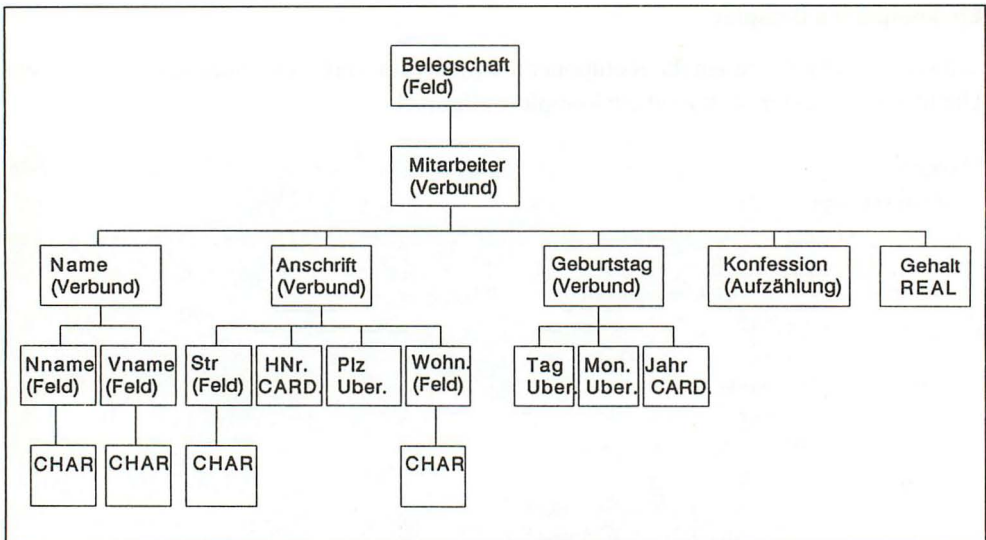 Belegschaft
(Feld)
Mitarbeiter
(Verbund)
Name
(Verbund)
Anschrift
(Verbund)
Geburtstag
(Verbund)
Konfession
(Aufzählung)
Gehalt
REAL
Nname
(Feld)
Vname
(Feld)
Str
(Feld)
HNr.
CARD.
Plz
Uber.
Wohn.
(Feld)
Tag
Uber.
Mon.
Uber.
Jahr
CARD.
CHAR
CHAR
CHAR
CHAR